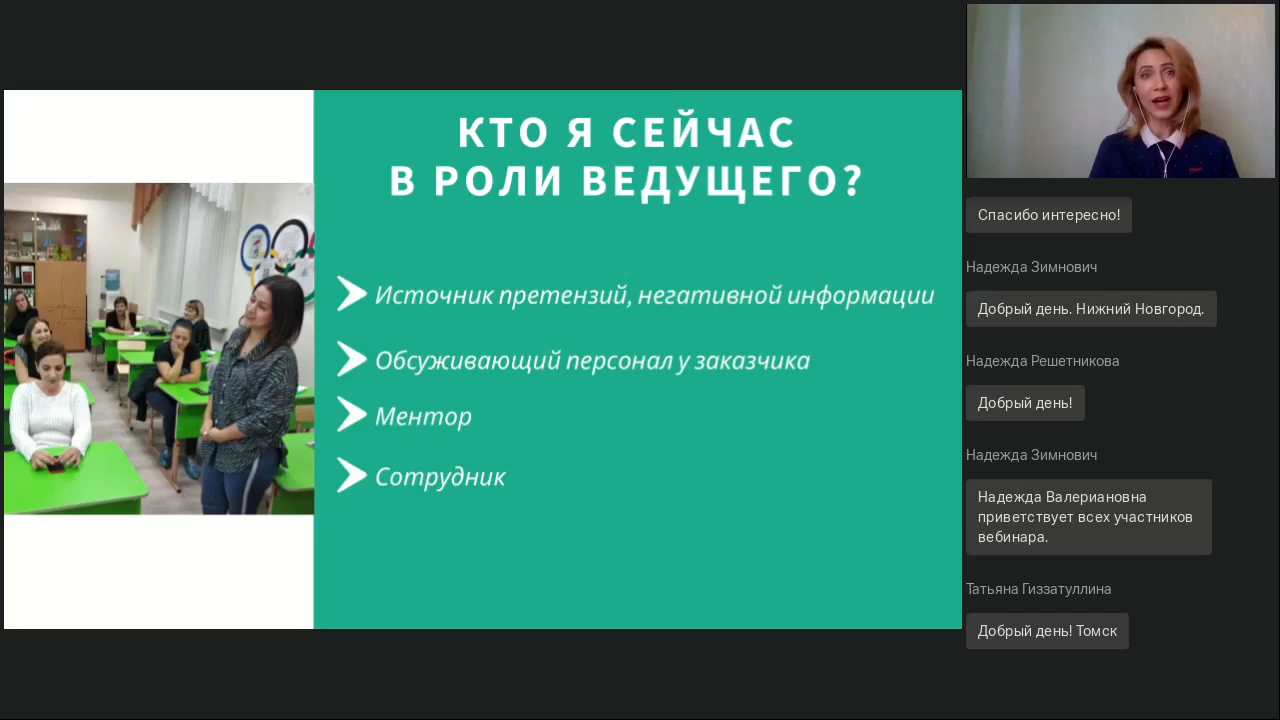 КТО Я СЕЙЧАС
В РОЛИ ВЕДУЩЕГО?
Источник претензий, негативной информации
Обсуживающий персонал у заказчика
Ментор
Сотрудник
Спасибо интересно!
Надежда Зимнович
Добрый день. Нижний Новгород.
Надежда Решетникова
Добрый день!
Надежда Зимнович
Надежда Валериановна
приветствует всех участников
вебинара.
Татьяна Гиззатуллина
Добрый день! Томск